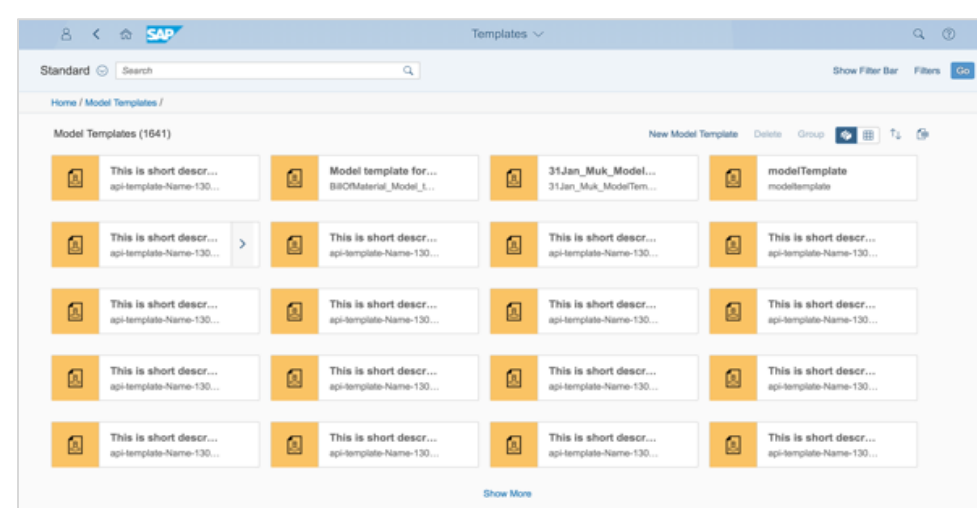 SAP
Templates
Standard
Search
Show Filter Bar Filters Go
Home / Model Templates /
Model Templates (1641)
New Model Template Delete Group
This is short descr...
api-template-Name-130...
Model template for...
BillOfMaterial_Model_t...
31Jan_Muk_Model...
31Jan_Muk_ModelTem...
modelTemplate
modeltemplate
This is short descr...
api-template-Name-130...
This is short descr...
api-template-Name-130...
This is short descr...
api-template-Name-130...
This is short descr...
api-template-Name-130...
This is short descr...
api-template-Name-130...
This is short descr...
api-template-Name-130...
This is short descr...
api-template-Name-130...
This is short descr...
api-template-Name-130...
This is short descr...
api-template-Name-130...
This is short descr...
api-template-Name-130...
This is short descr...
api-template-Name-130...
This is short descr...
api-template-Name-130...
This is short descr...
api-template-Name-130...
This is short descr...
api-template-Name-130...
This is short descr...
api-template-Name-130...
This is short descr...
api-template-Name-130...
Show More